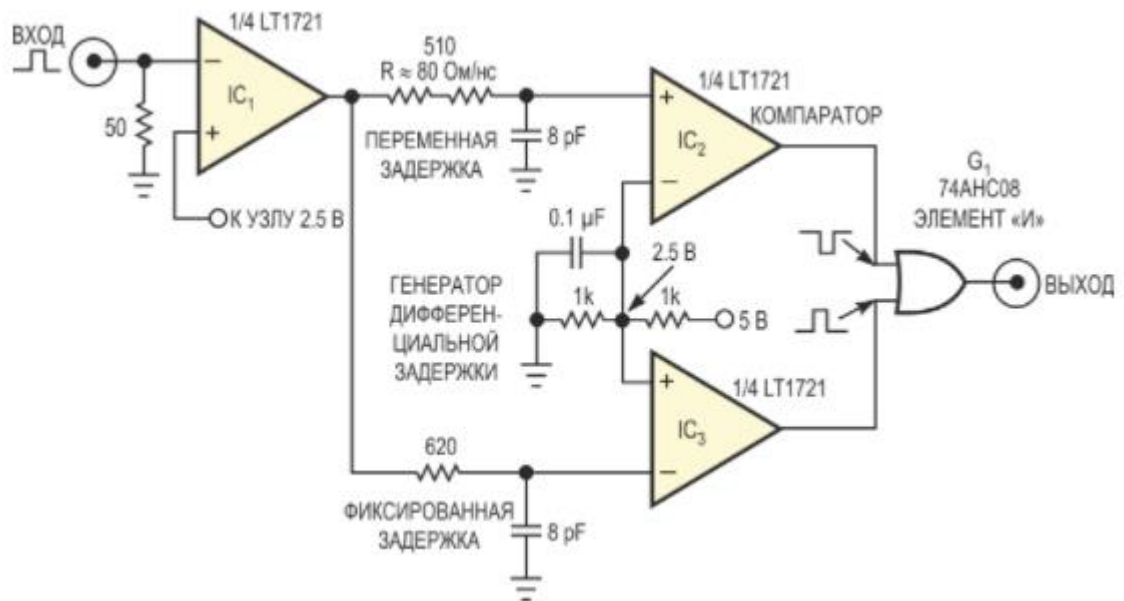 ВХОД
1/4 LT1721
IC1
50
К УЗЛУ 2.5 В
510
R ≈ 80 Ом/нс
ПЕРЕМЕННАЯ
ЗАДЕРЖКА
8 pF
1/4 LT1721
КОМПАРАТОР
IC2
0.1 µF
2.5 В
ГЕНЕРАТОР
ДИФФЕРЕН-
ЦИАЛЬНОЙ
ЗАДЕРЖКИ
1k
1k
5 В
G1
74AHC08
ЭЛЕМЕНТ «И»
ВЫХОД
1/4 LT1721
IC3
620
ФИКСИРОВАННАЯ
ЗАДЕРЖКА
8 pF